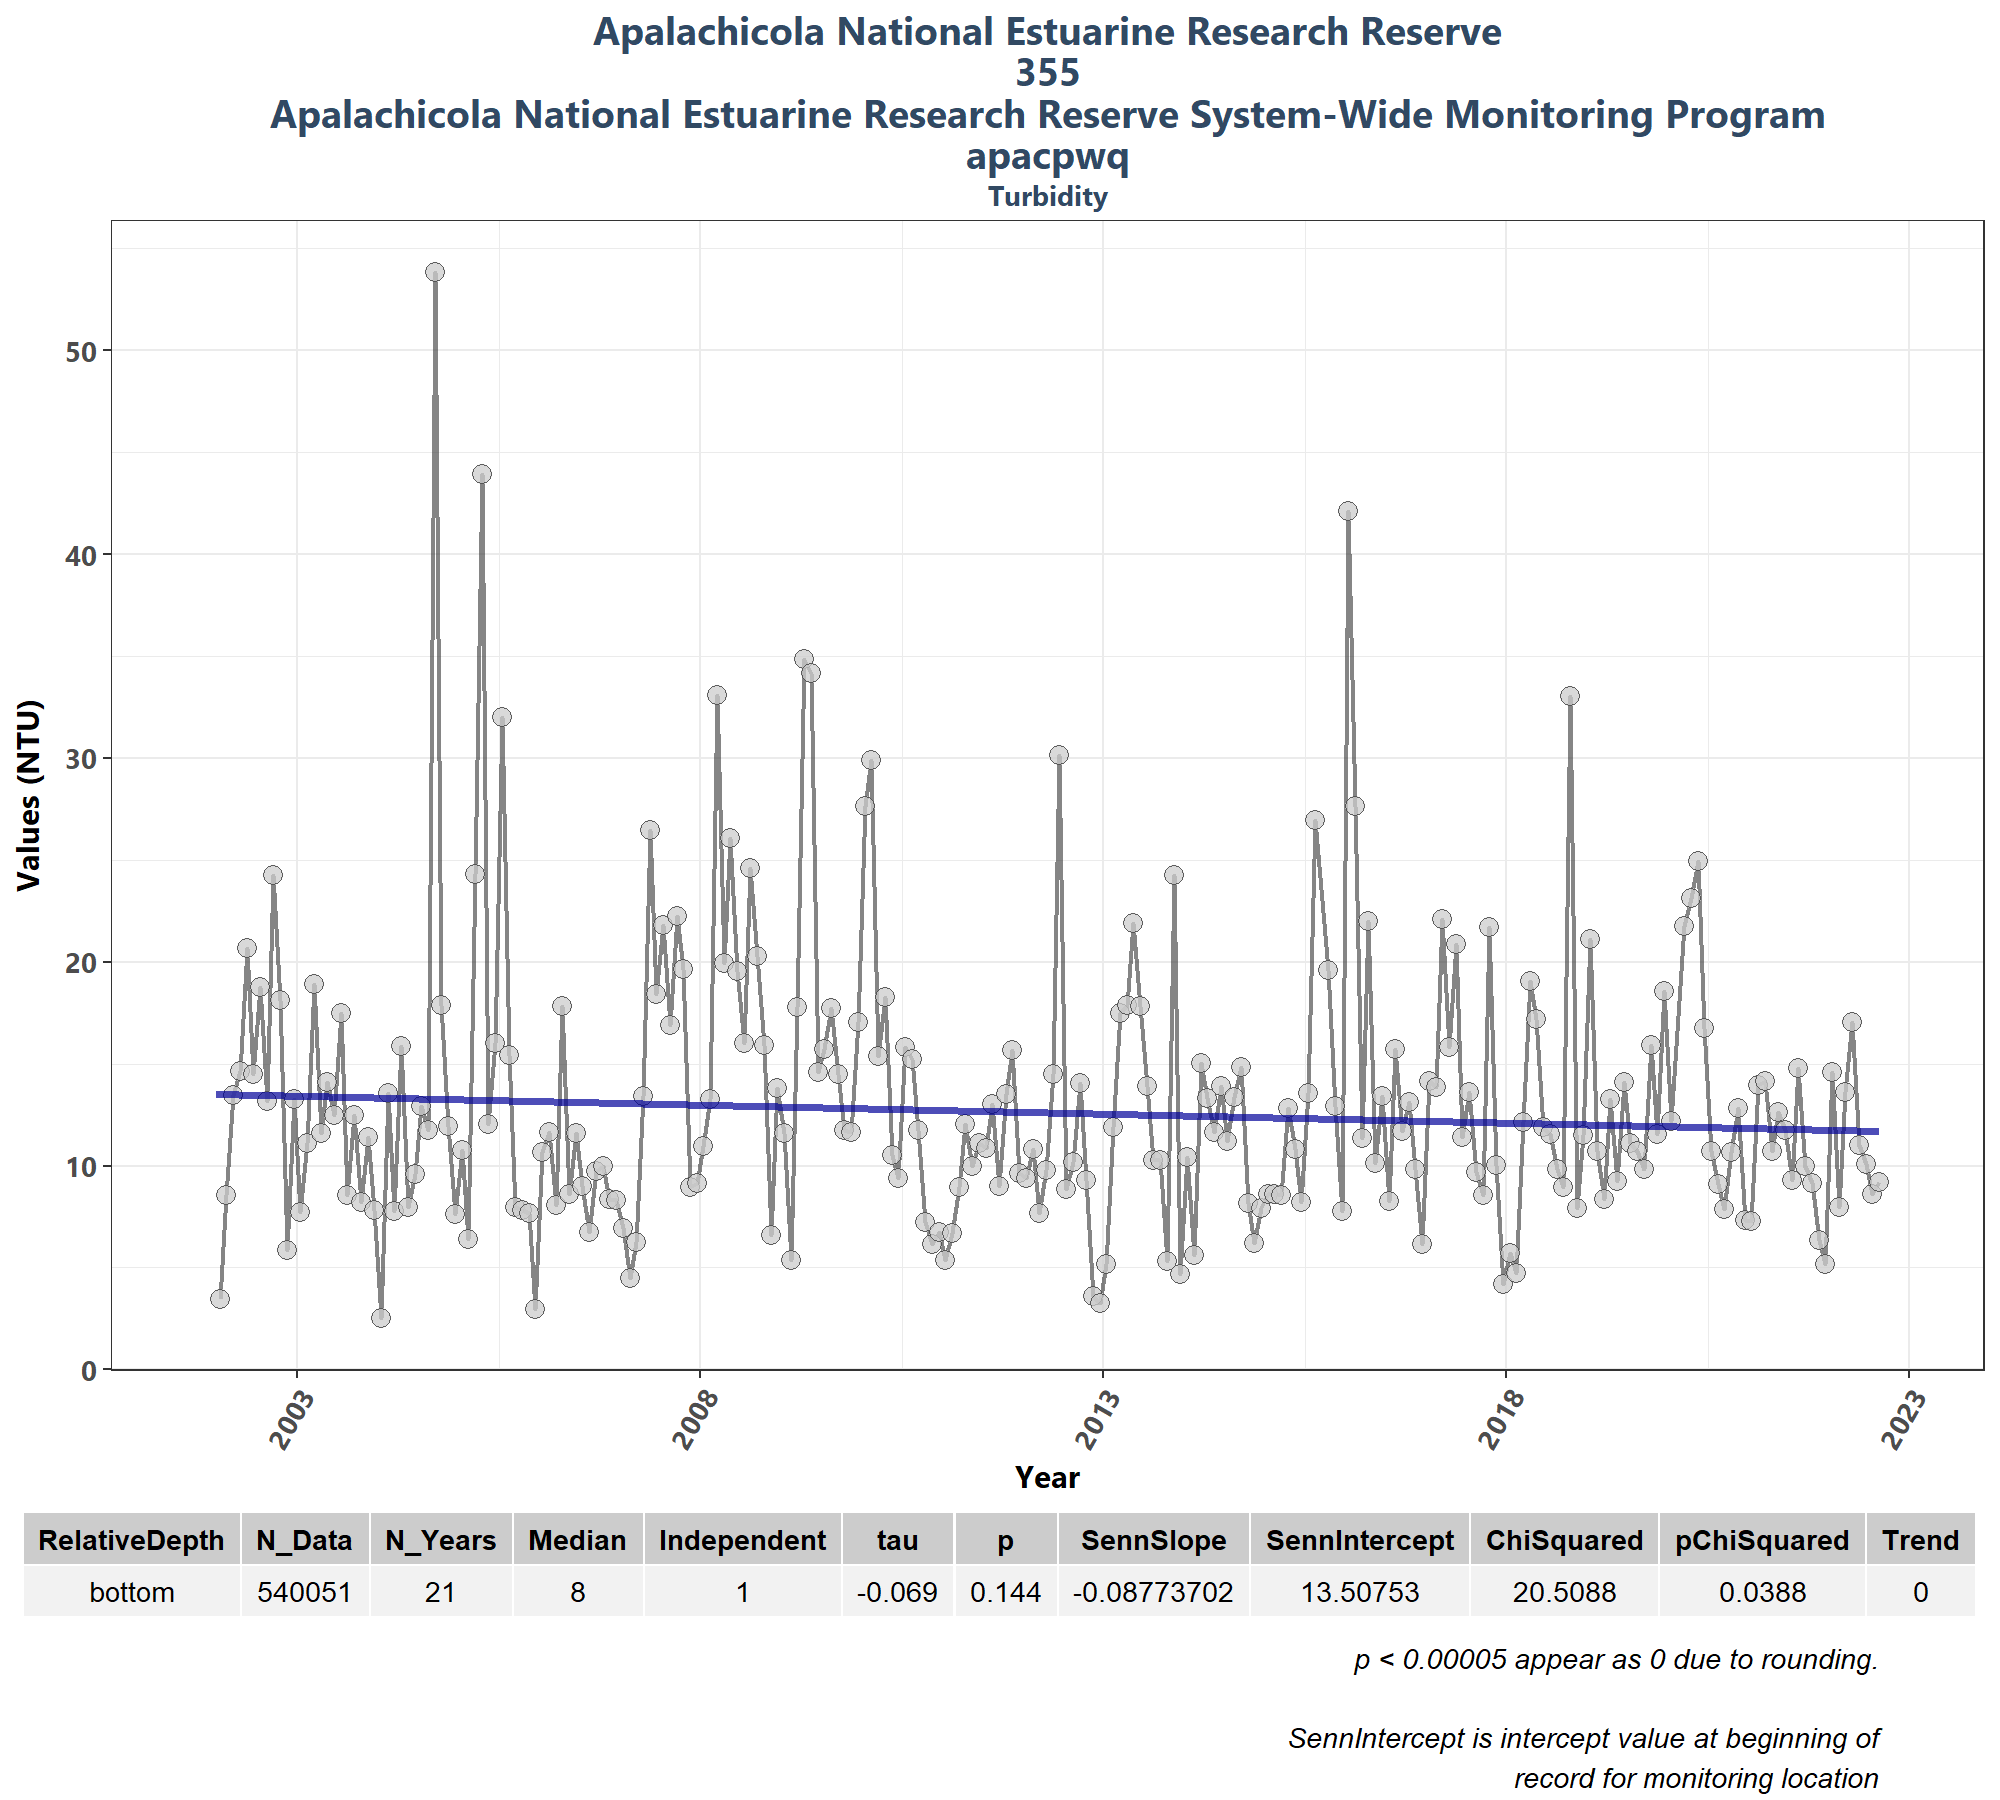 Apalachicola National Estuarine Research Reserve
355
Apalachicola National Estuarine Research Reserve System-Wide Monitoring Program
apacpwq
Turbidity
Values (NTU)
50
40
30
20
10
0
2003 2008 2013 2018 2023
Year
RelativeDepth N_Data N_Years Median Independent tau p SennSlope SennIntercept ChiSquared pChiSquared Trend
bottom 540051 21 8 1 -0.069 0.144 -0.08773702 13.50753 20.5088 0.0388 0
p < 0.00005 appear as 0 due to rounding.
SennIntercept is intercept value at beginning of
record for monitoring location